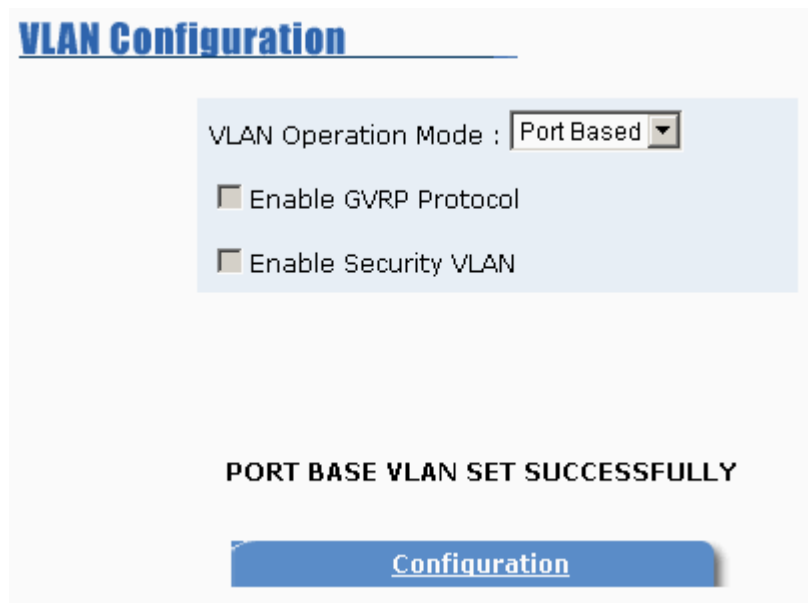 VLAN Configuration
VLAN Operation Mode : Port Based
Enable GVRP Protocol
Enable Security VLAN
PORT BASE VLAN SET SUCCESSFULLY
Configuration